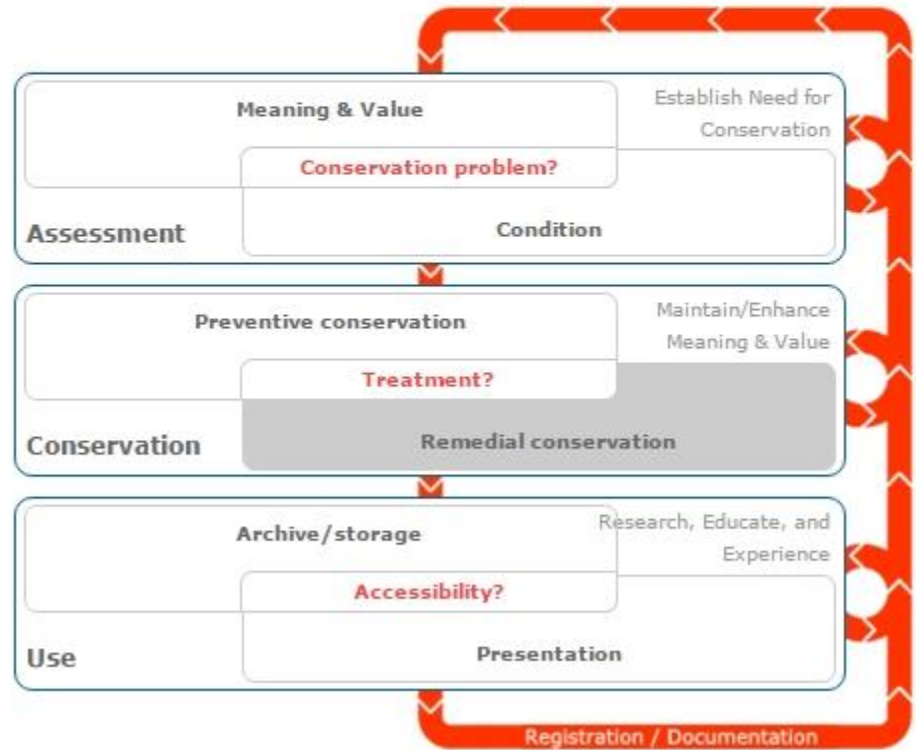 Meaning & Value
Establish Need for
Conservation
Conservation problem?
Assessment
Condition
Preventive conservation
Maintain/Enhance
Meaning & Value
Treatment?
Conservation
Remedial conservation
Archive/storage
Research, Educate, and
Experience
Accessibility?
Use
Presentation
Registration / Documentation